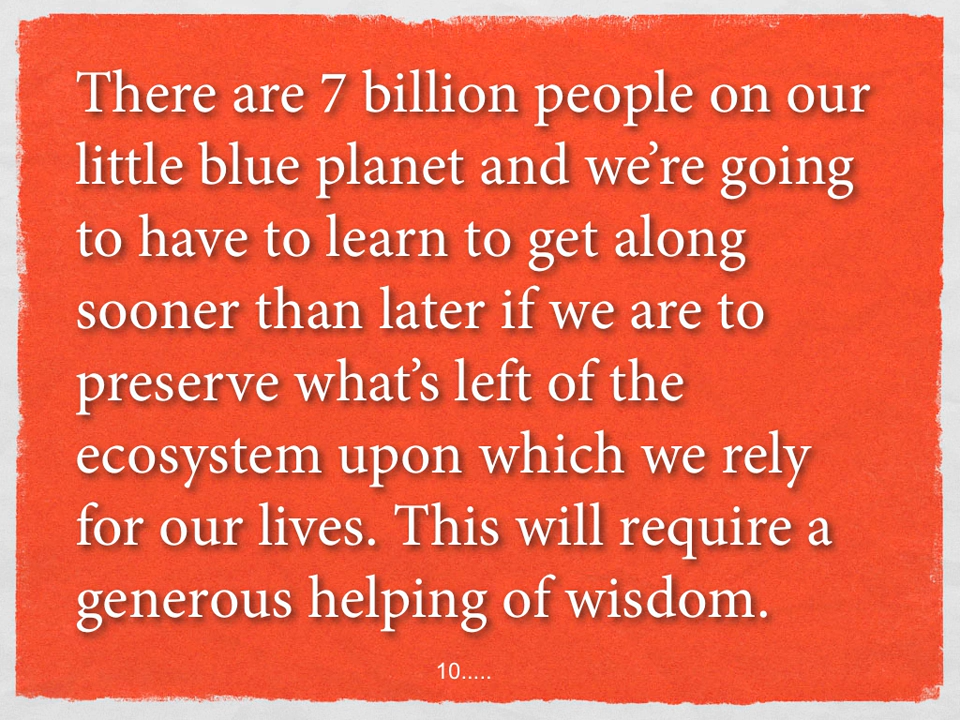 There are 7 billion people on our
little blue planet and we’re going
to have to learn to get along
sooner than later if we are to
preserve what’s left of the
ecosystem upon which we rely
for our lives. This will require a
generous helping of wisdom.
10.....